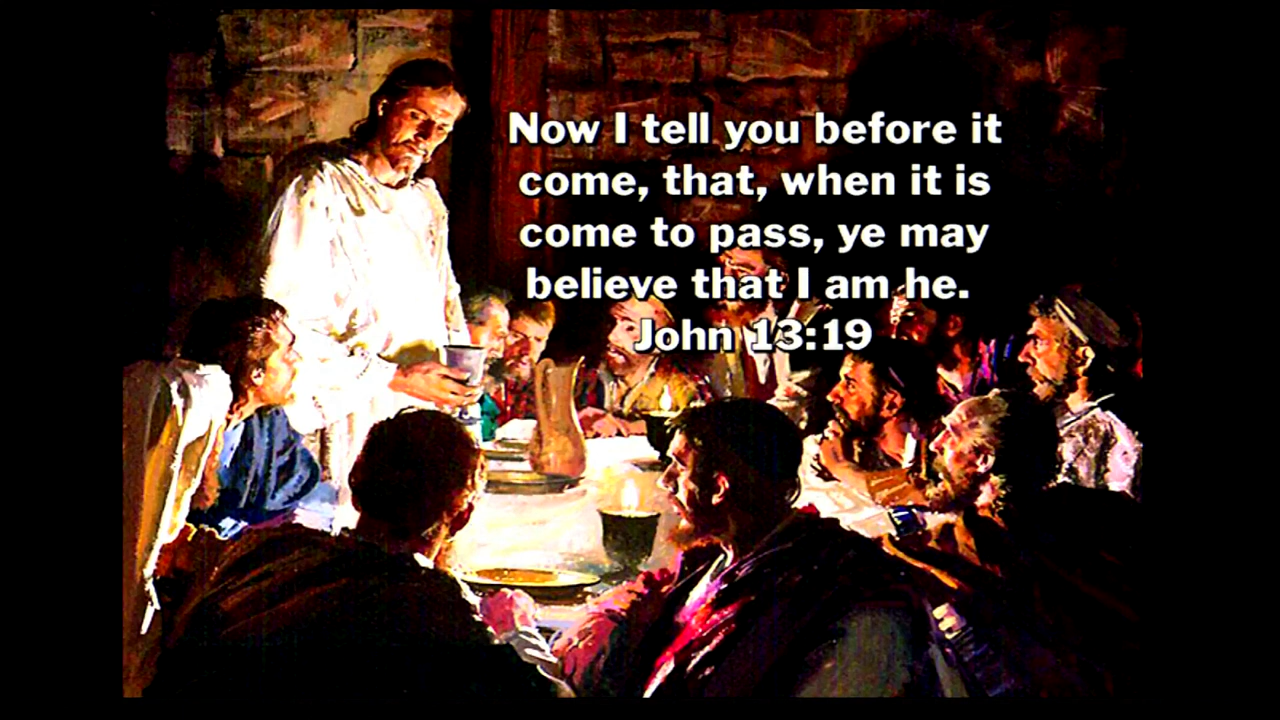 Now I tell you before it
come, that, when it is
come to pass, ye may
believe that I am he.
John 13:19